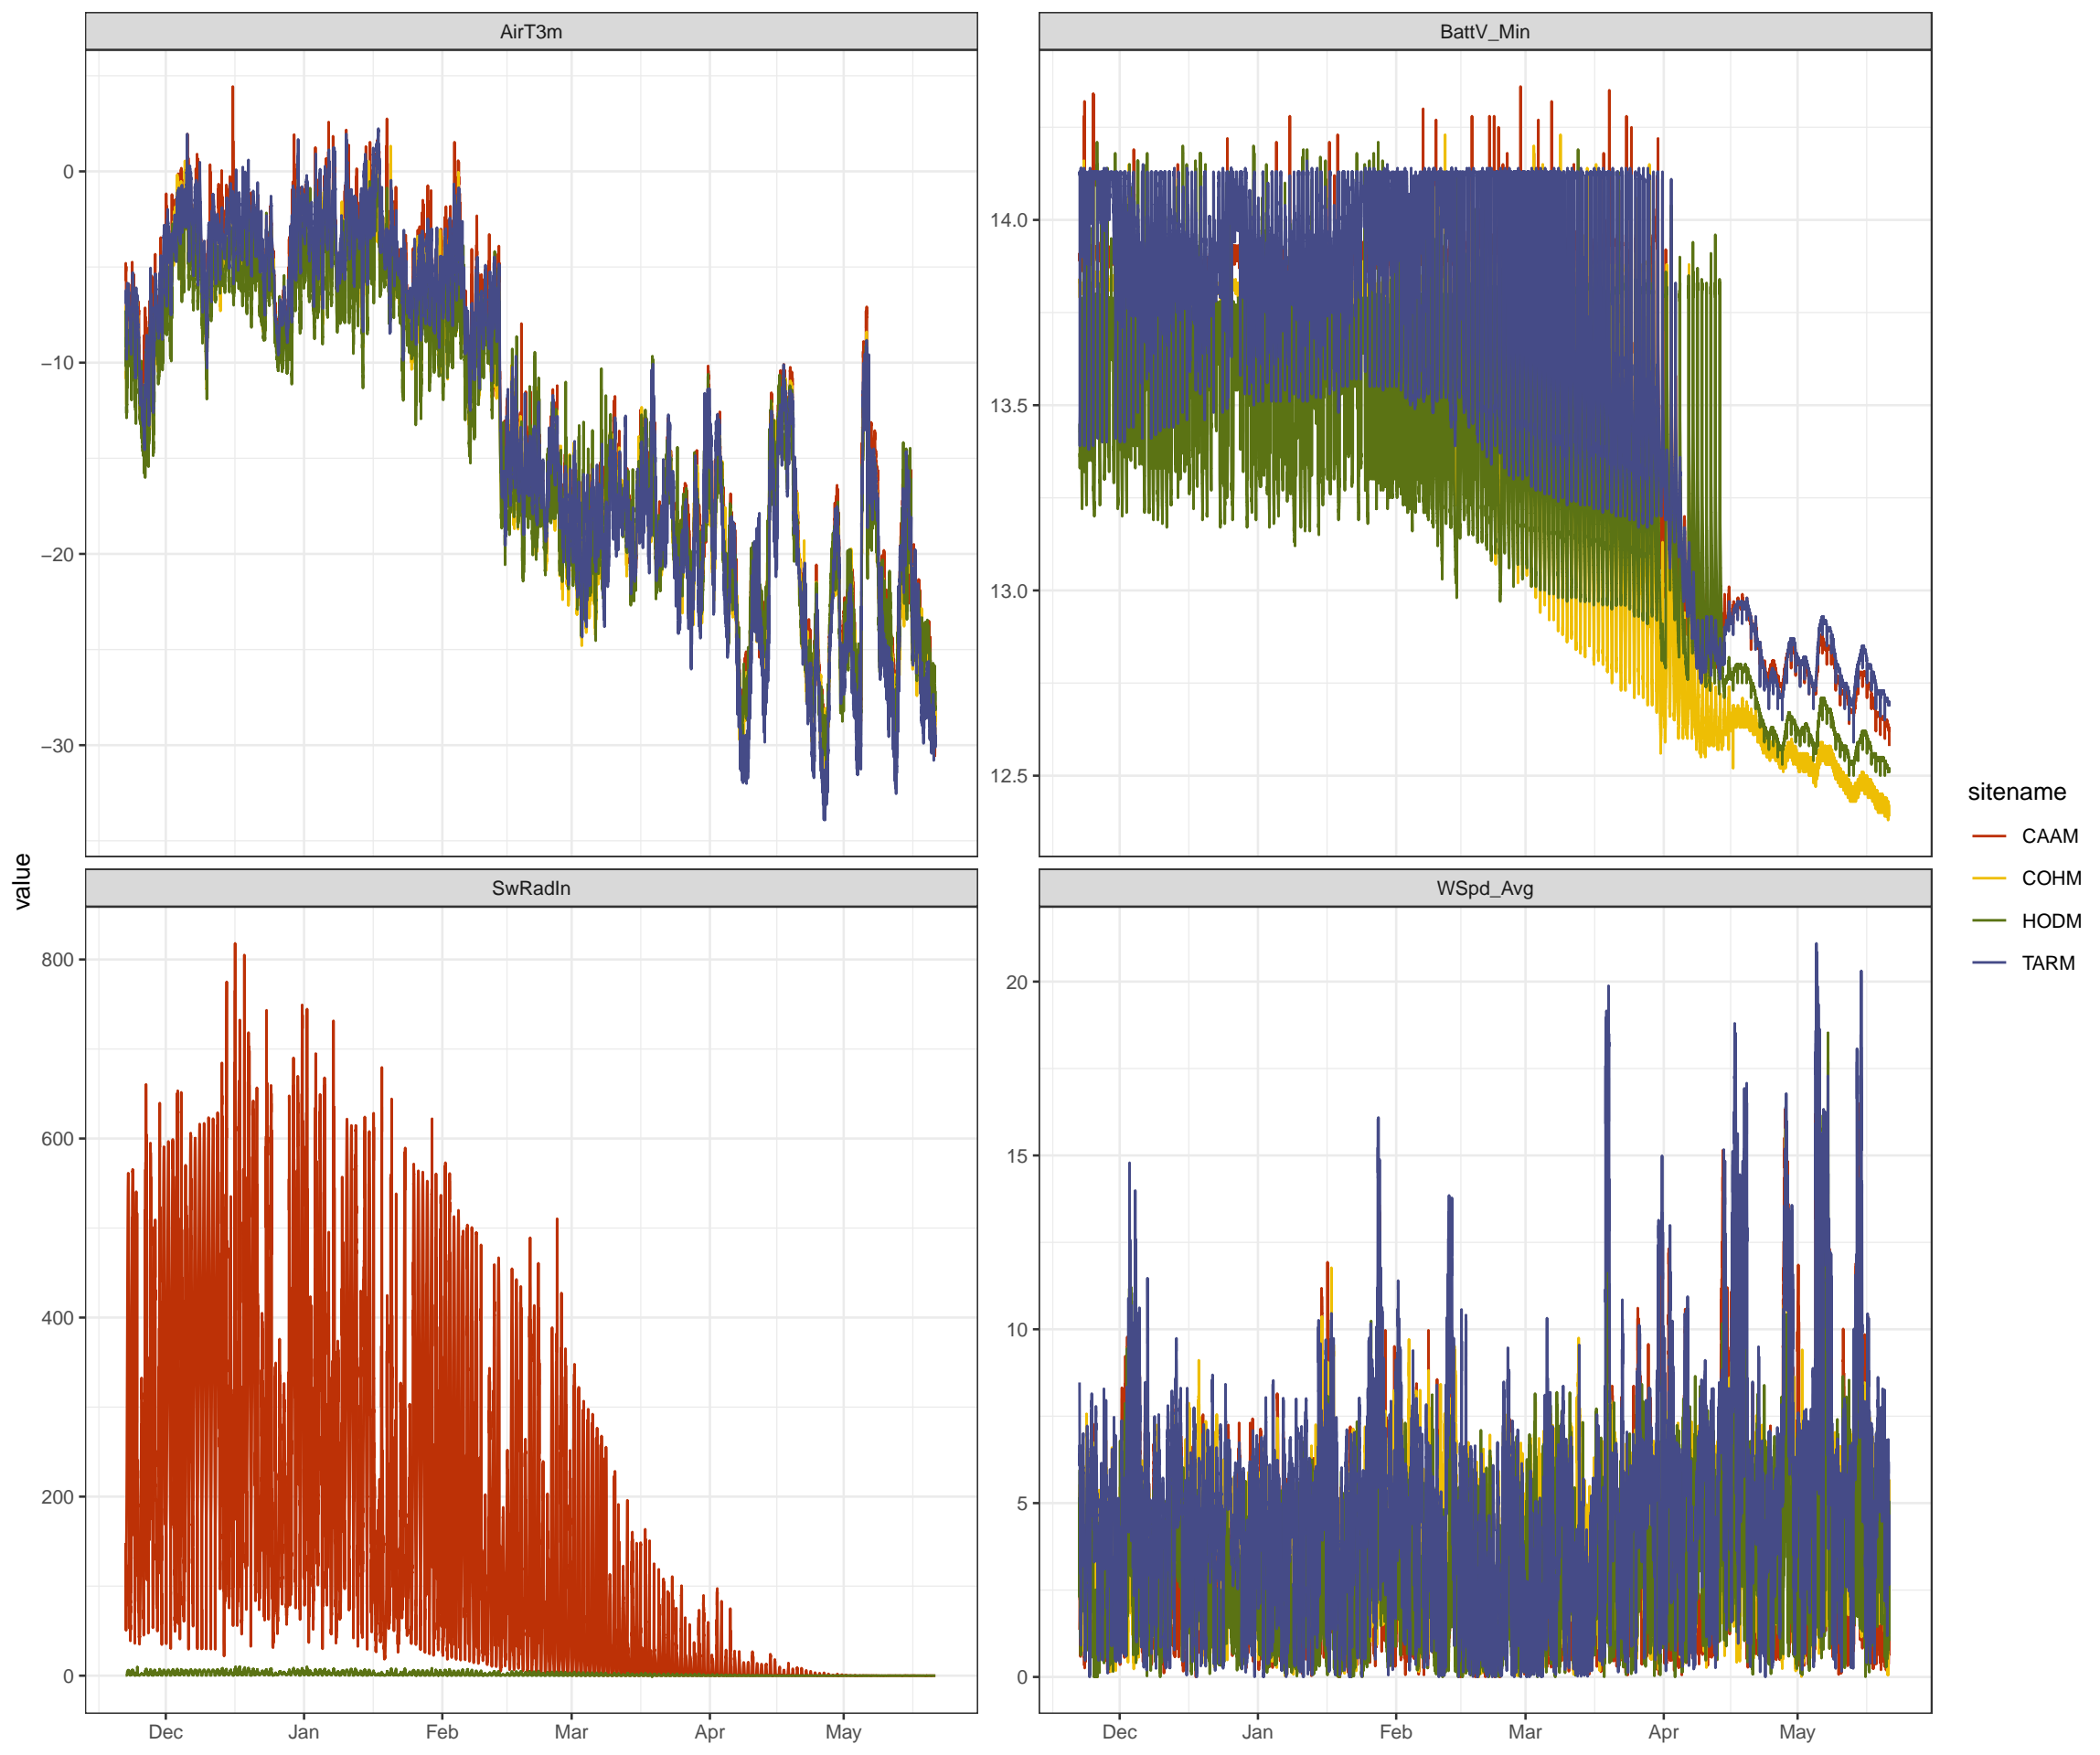 AirT3m
BattV_Min
0
−10
−20
−30
14.0
13.5
13.0
12.5
value
SwRadIn
WSpd_Avg
800
600
400
200
0
20
15
10
5
0
Dec Jan Feb Mar Apr May
Dec Jan Feb Mar Apr May
sitename
CAAM
COHM
HODM
TARM